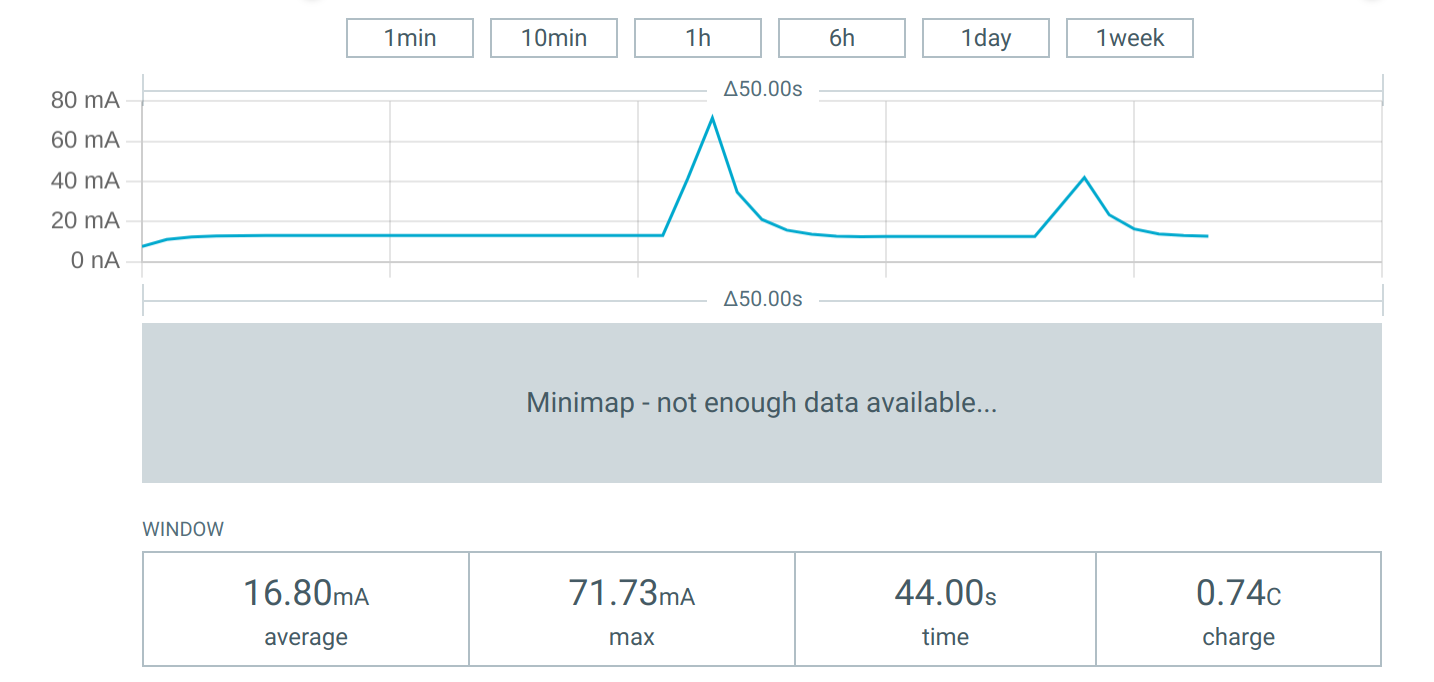 1min 10min 1h 6h 1day 1week
Δ50.00s
80 mA
60 mA
40 mA
20 mA
0 nA
Δ50.00s
Minimap - not enough data available...
WINDOW
16.80mA 71.73mA 44.00s 0.74C
average max time charge